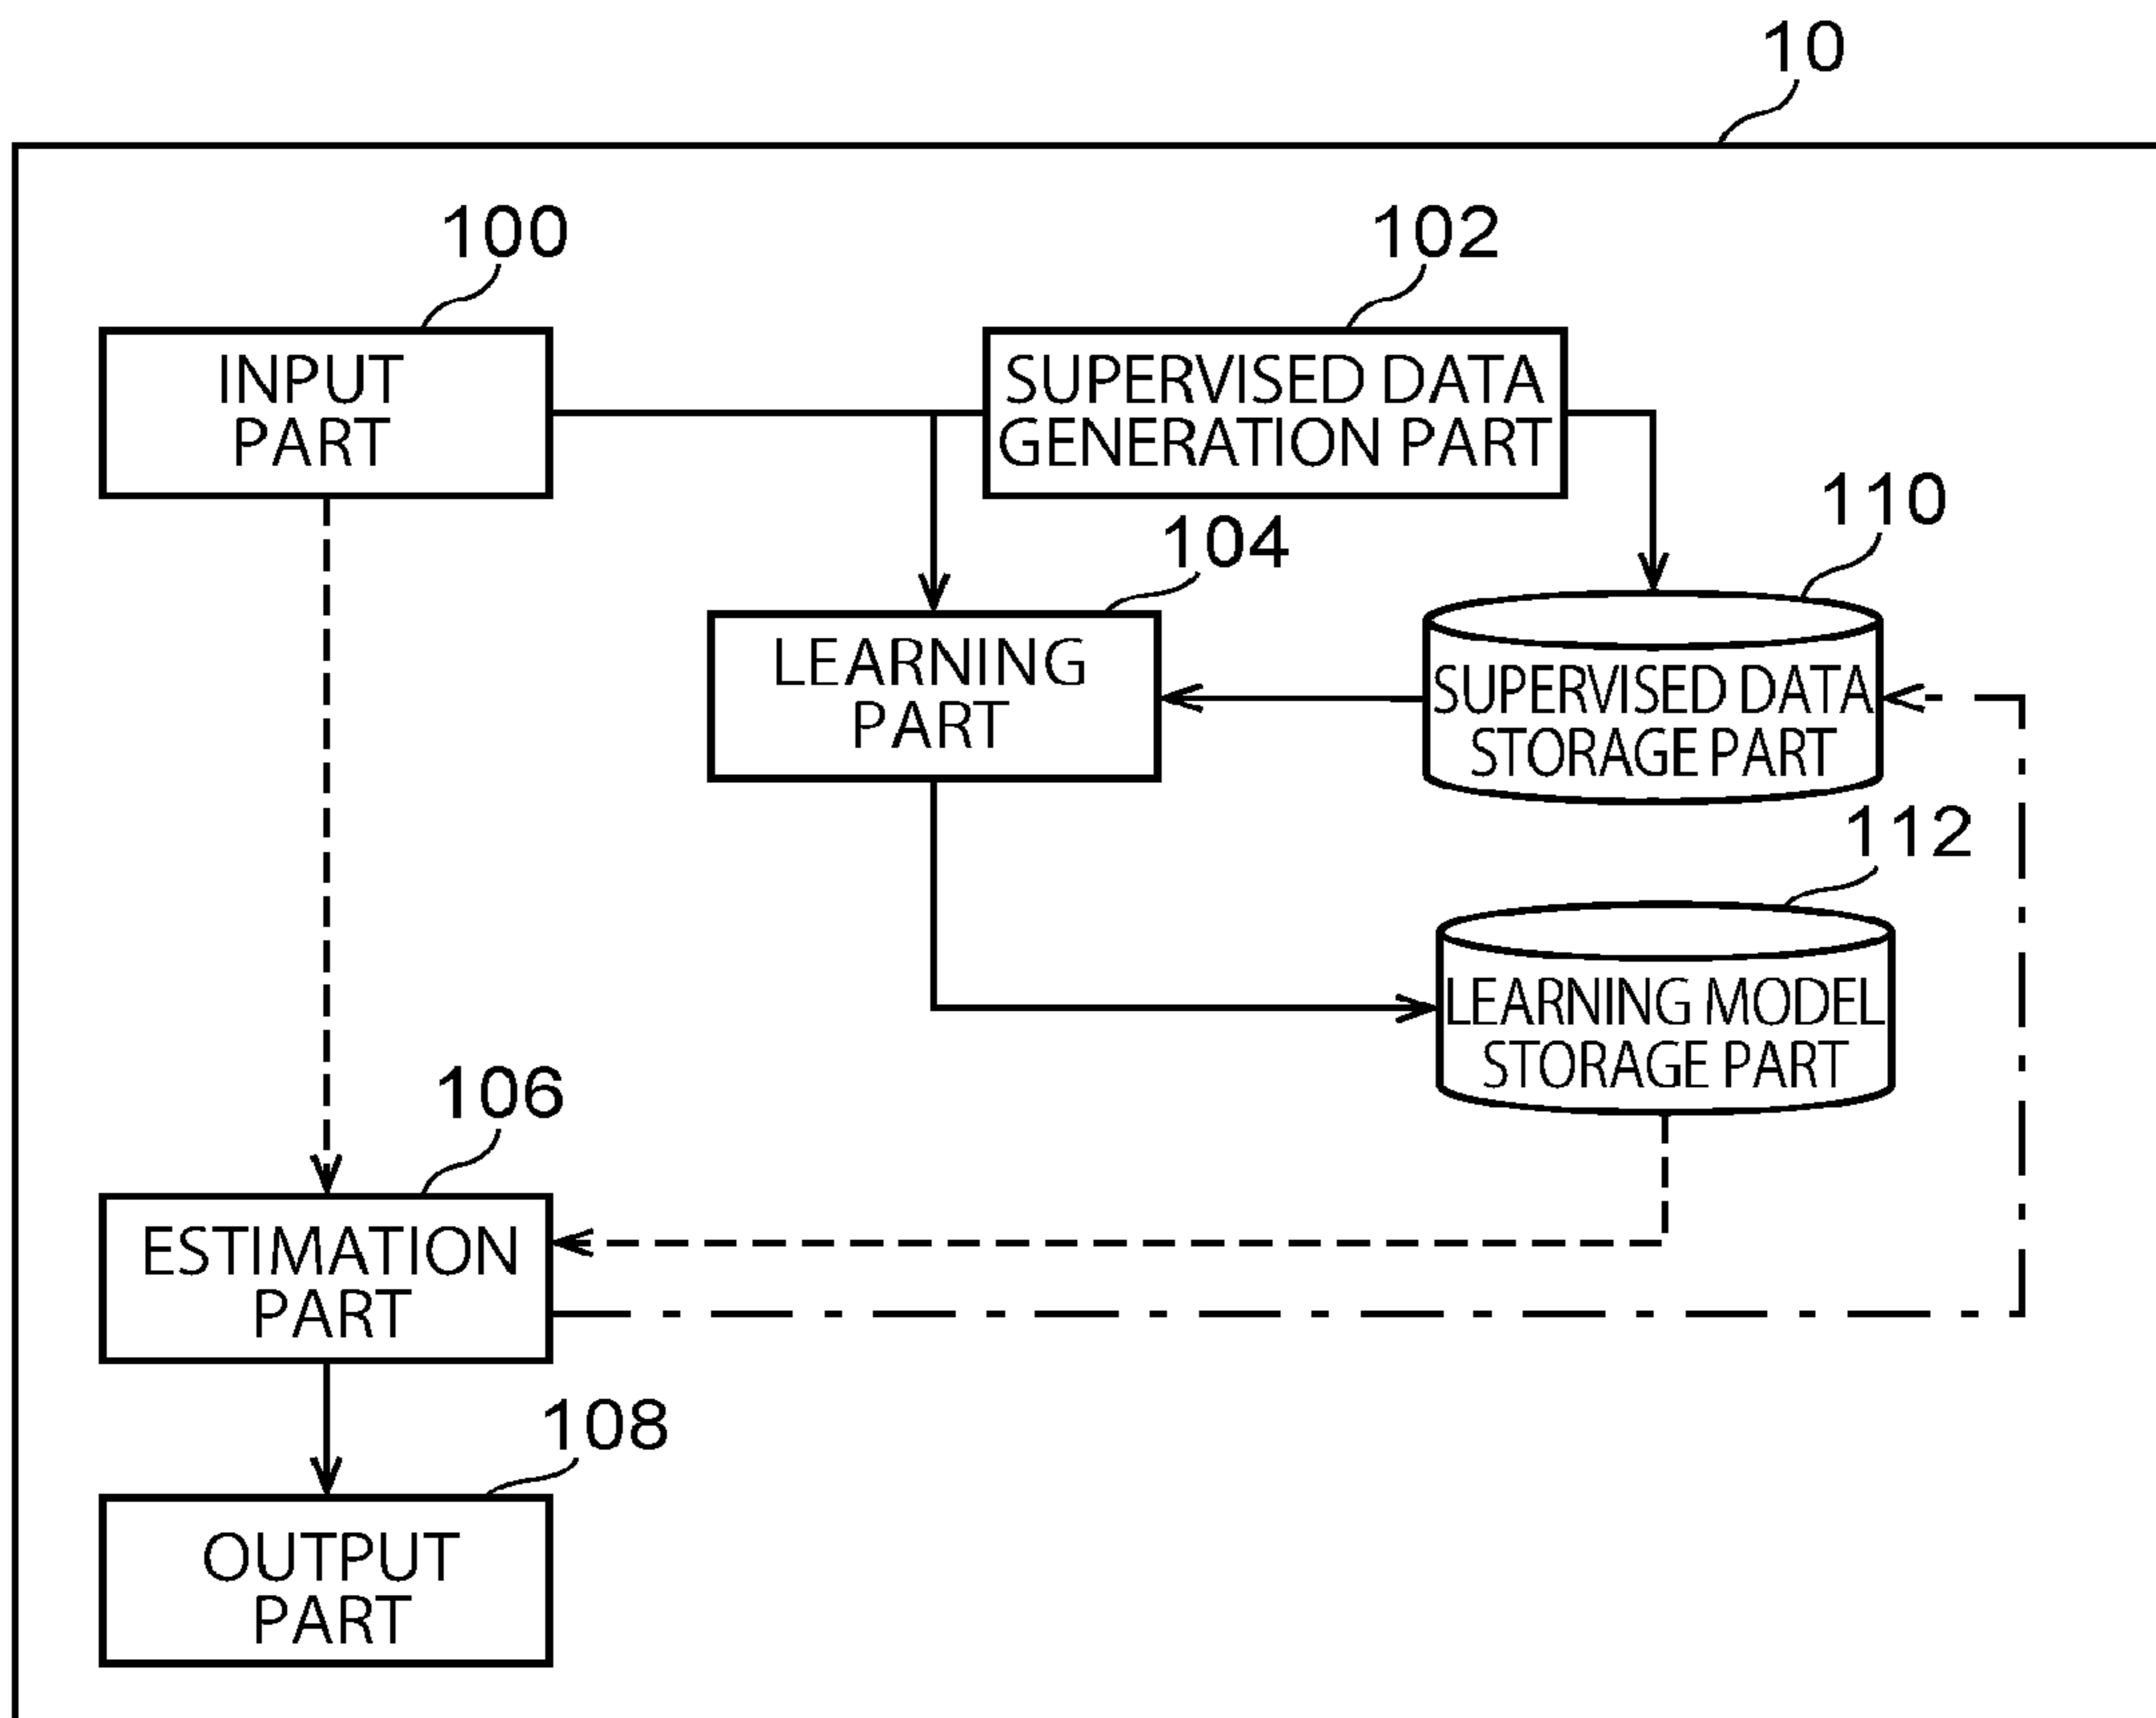 10
100
102
INPUT
PART
SUPERVISED DATA
GENERATION PART
110
104
LEARNING
PART
SUPERVISED DATA
STORAGE PART
112
LEARNING MODEL
STORAGE PART
106
ESTIMATION
PART
108
OUTPUT
PART